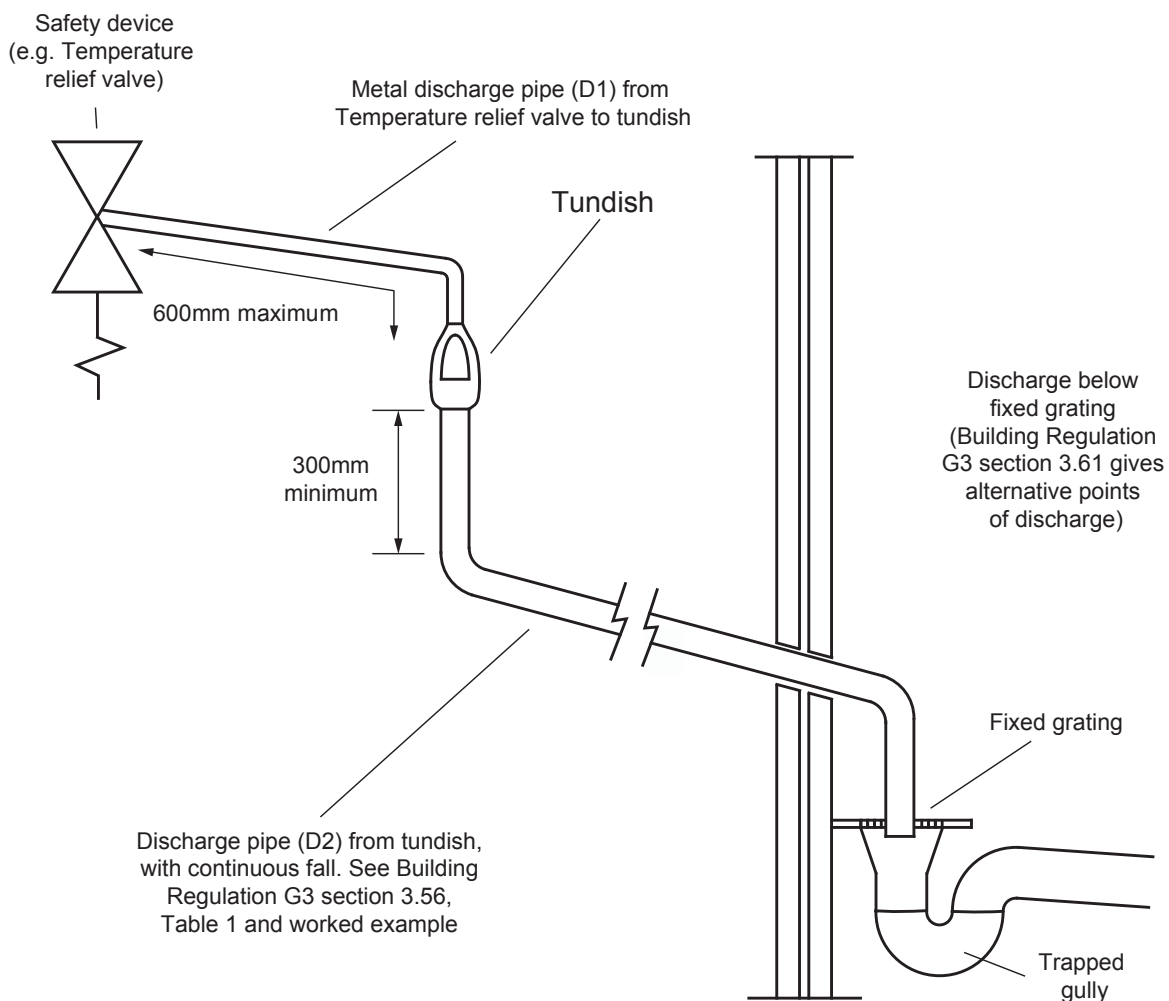 Safety device
(e.g. Temperature
relief valve)
Metal discharge pipe (D1) from
Temperature relief valve to tundish
Tundish
600mm maximum
300mm
minimum
Discharge below
fixed grating
(Building Regulation
G3 section 3.61 gives
alternative points
of discharge)
Fixed grating
Discharge pipe (D2) from tundish,
with continuous fall. See Building
Regulation G3 section 3.56,
Table 1 and worked example
Trapped
gully